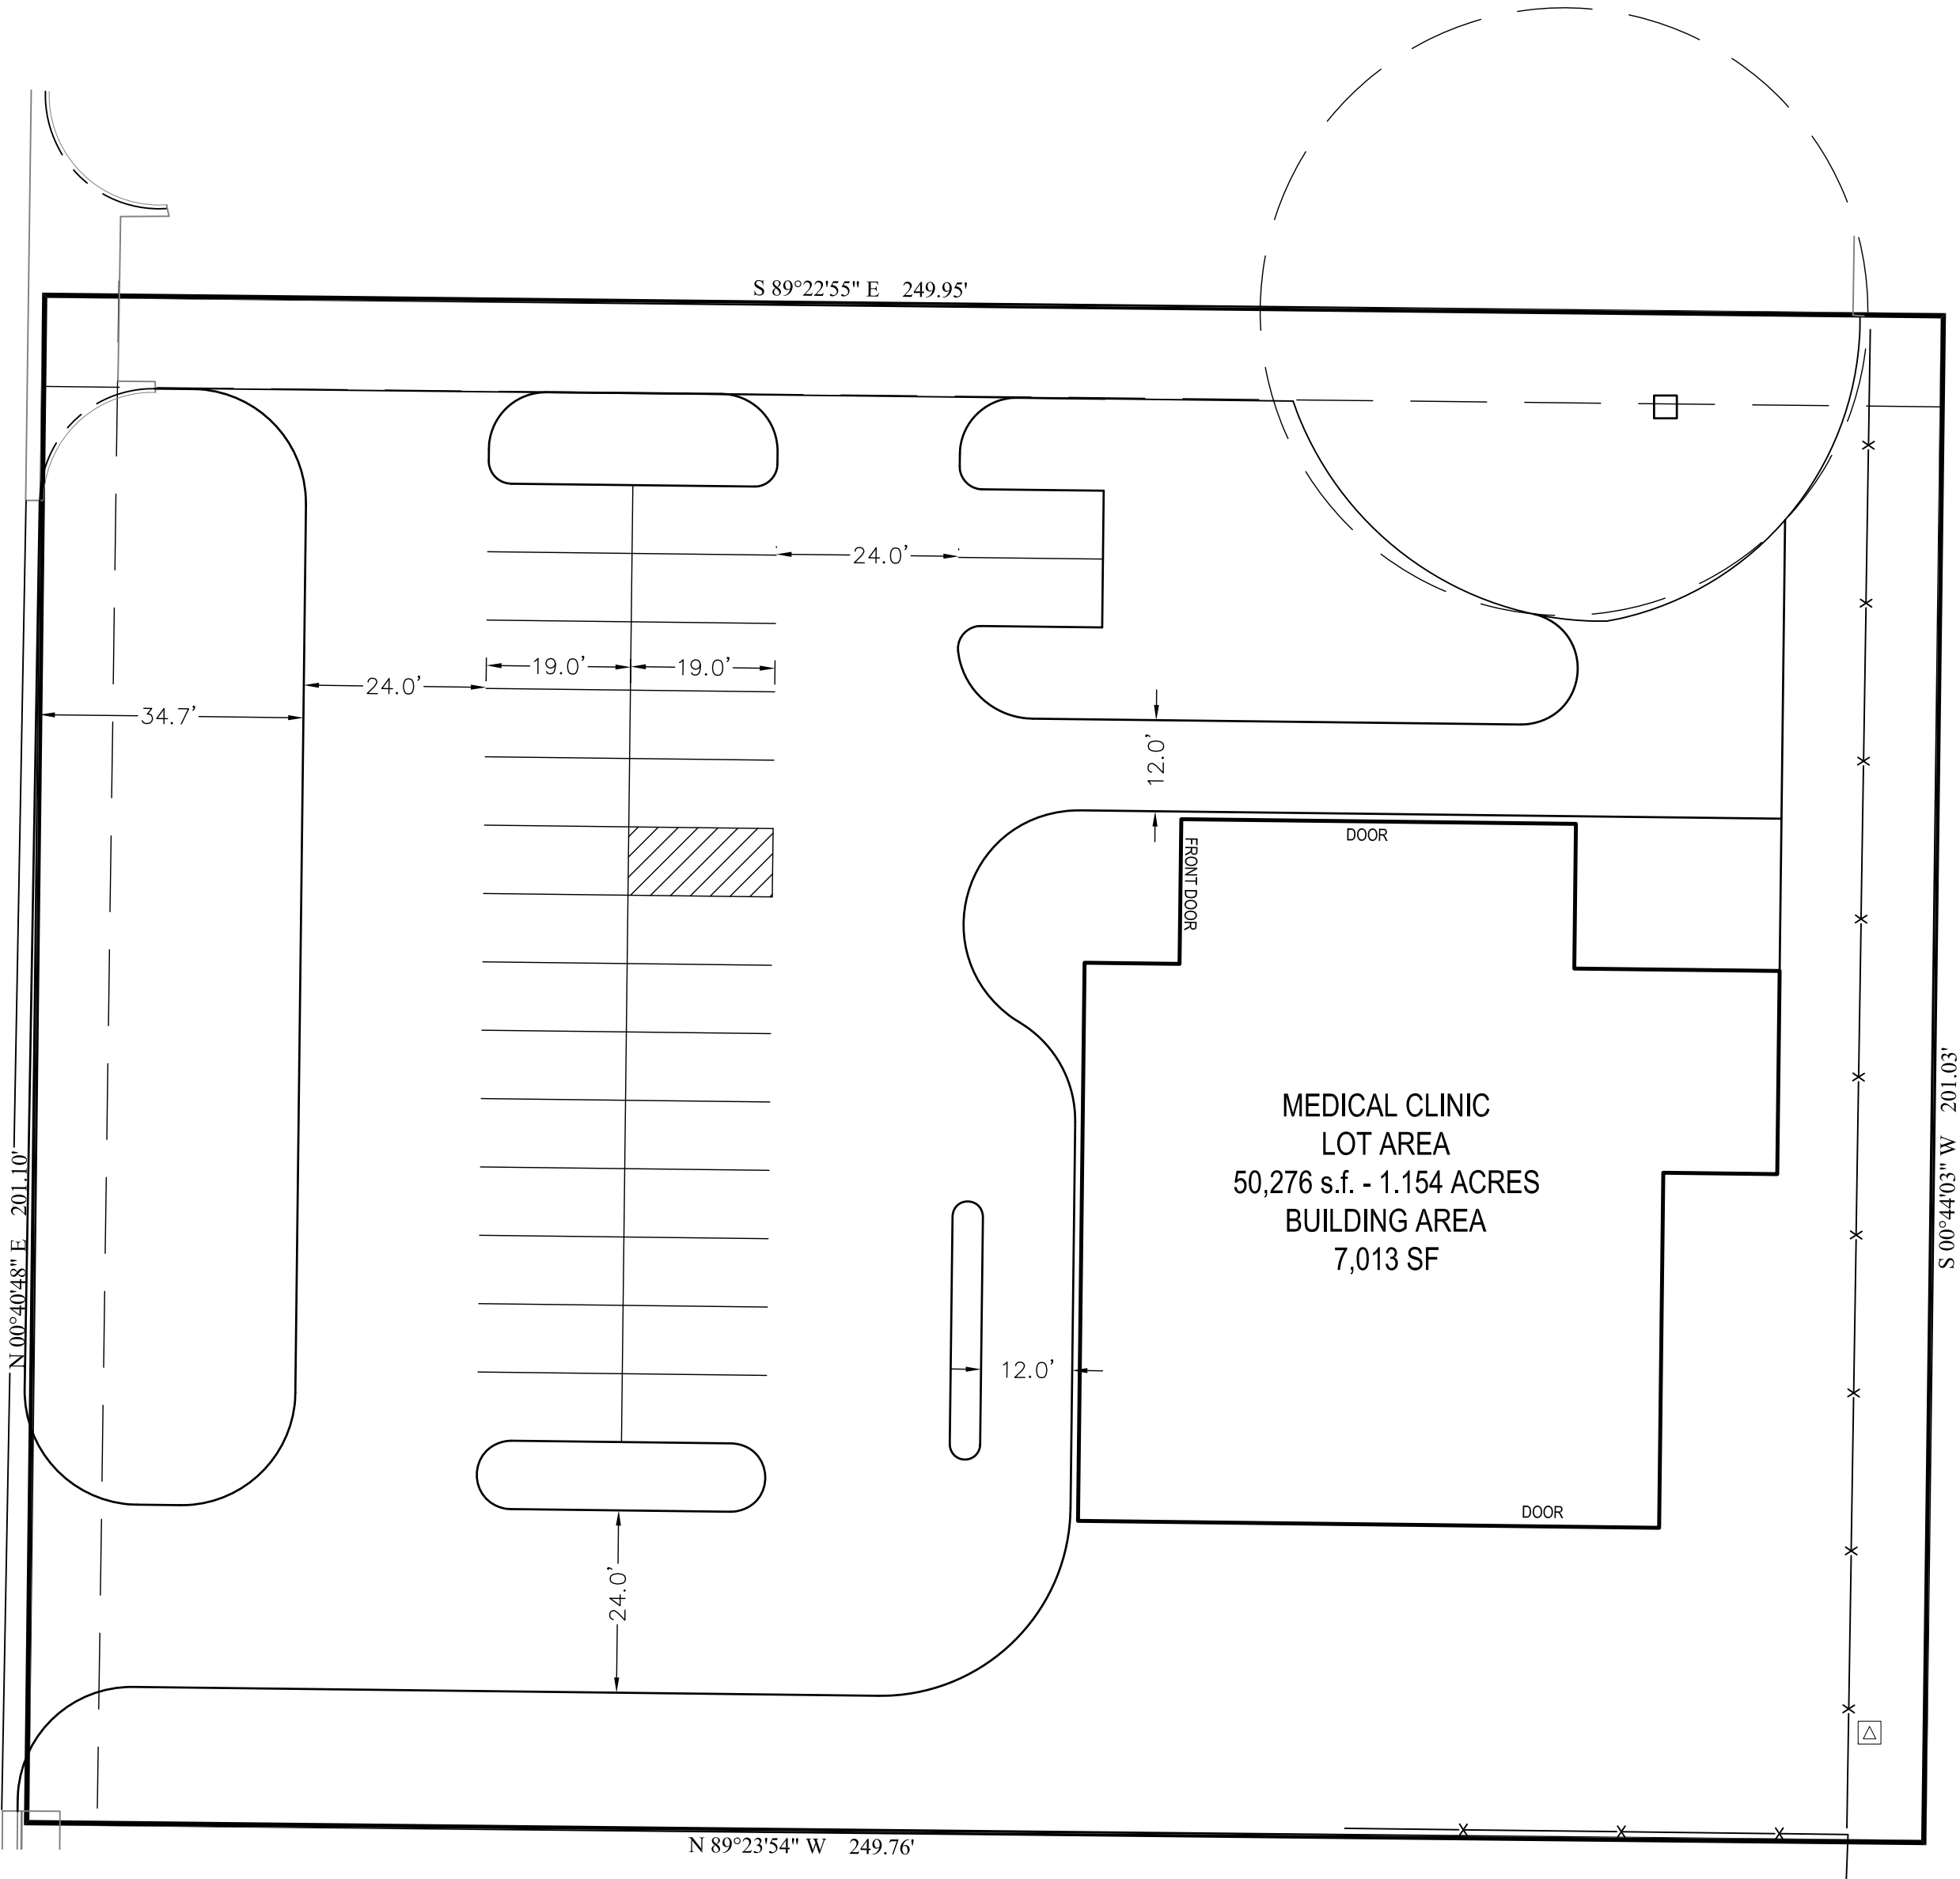 S 89°22'55" E 249.95'
24.0'
19.0' 19.0'
24.0'
34.7'
12.0'
DOOR
FRONT DOOR
MEDICAL CLINIC
LOT AREA
50,276 s.f. - 1.154 ACRES
BUILDING AREA
7,013 SF
N 00°40'48" E 201.10'
S 00°44'03" W 201.03'
12.0'
DOOR
24.0'
N 89°23'54" W 249.76'